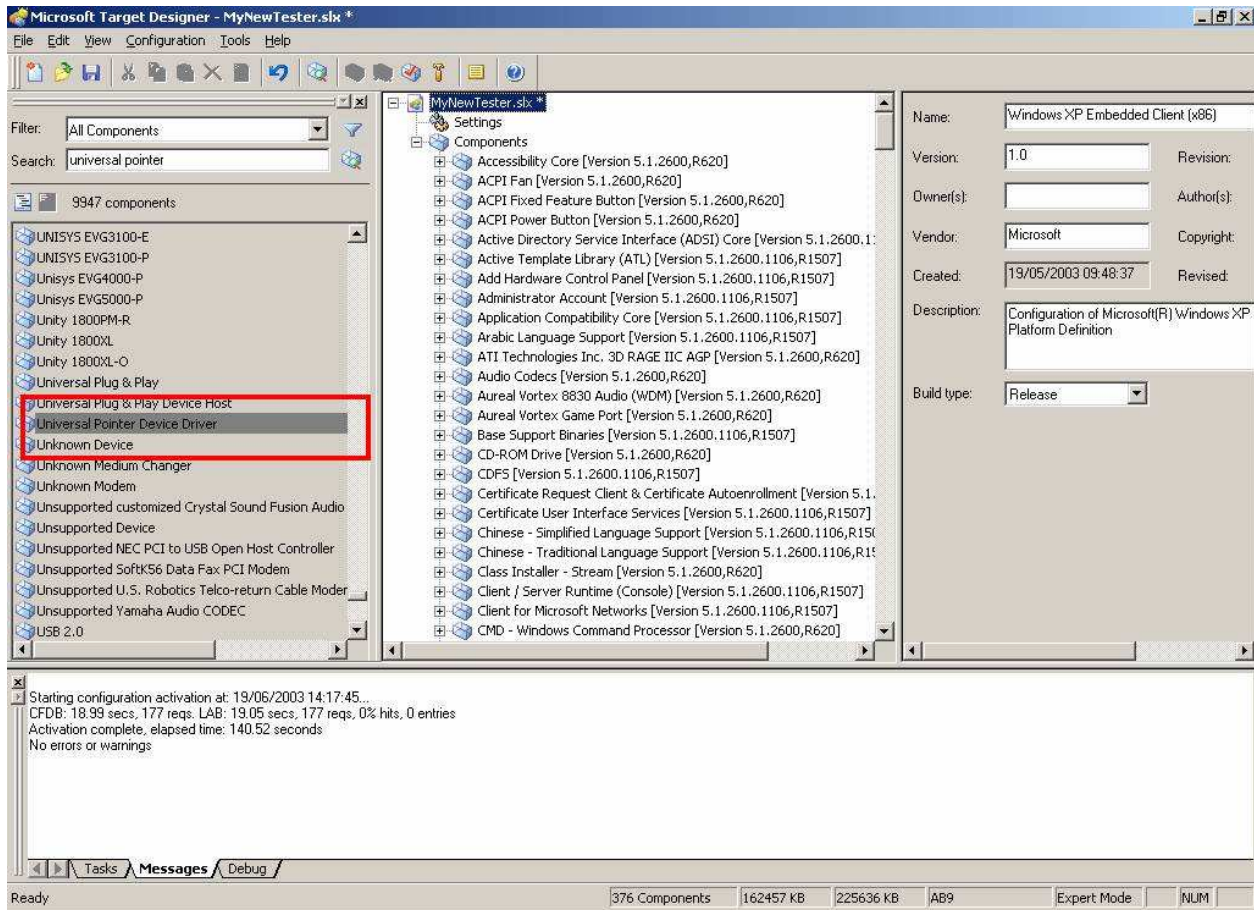 Microsoft Target Designer - MyNewTester.slx *
File Edit View Configuration Tools Help
Filter: All Components
Search: universal pointer
9947 components
UNISYS EVG3100-E
UNISYS EVG3100-P
Unisys EVG4000-P
Unisys EVG5000-P
Unity 1800PM-R
Unity 1800XL
Unity 1800XL-O
Universal Plug & Play
Universal Plug & Play Device Host
Universal Pointer Device Driver
Unknown Device
Unknown Medium Changer
Unknown Modem
Unsupported customized Crystal Sound Fusion Audio
Unsupported Device
Unsupported NEC PCI to USB Open Host Controller
Unsupported SoftK56 Data Fax PCI Modem
Unsupported U.S. Robotics Telco-return Cable Moder
Unsupported Yamaha Audio CODEC
USB 2.0
MyNewTester.slx *
Settings
Components
Accessibility Core [Version 5.1.2600,R620]
ACPI Fan [Version 5.1.2600,R620]
ACPI Fixed Feature Button [Version 5.1.2600,R620]
ACPI Power Button [Version 5.1.2600,R620]
Active Directory Service Interface (ADSI) Core [Version 5.1.2600.1:
Active Template Library (ATL) [Version 5.1.2600.1106,R1507]
Add Hardware Control Panel [Version 5.1.2600.1106,R1507]
Administrator Account [Version 5.1.2600.1106,R1507]
Application Compatibility Core [Version 5.1.2600.1106,R1507]
Arabic Language Support [Version 5.1.2600.1106,R1507]
ATI Technologies Inc. 3D RAGE IIC AGP [Version 5.1.2600,R620]
Audio Codecs [Version 5.1.2600,R620]
Aureal Vortex 8830 Audio (WDM) [Version 5.1.2600,R620]
Aureal Vortex Game Port [Version 5.1.2600,R620]
Base Support Binaries [Version 5.1.2600.1106,R1507]
CD-ROM Drive [Version 5.1.2600,R620]
CDFS [Version 5.1.2600.1106,R1507]
Certificate Request Client & Certificate Autoenrollment [Version 5.1.
Certificate User Interface Services [Version 5.1.2600.1106,R1507]
Chinese - Simplified Language Support [Version 5.1.2600.1106,R150
Chinese - Traditional Language Support [Version 5.1.2600.1106,R15
Class Installer - Stream [Version 5.1.2600,R620]
Client / Server Runtime (Console) [Version 5.1.2600.1106,R1507]
Client for Microsoft Networks [Version 5.1.2600.1106,R1507]
CMD - Windows Command Processor [Version 5.1.2600,R620]
Name: Windows XP Embedded Client (x86)
Version: 1.0 Revision:
Owner(s): Author(s):
Vendor: Microsoft Copyright:
Created: 19/05/2003 09:48:37 Revised:
Description: Configuration of Microsoft(R) Windows XP
Platform Definition
Build type: Release
Starting configuration activation at: 19/06/2003 14:17:45...
CFDB: 18.99 secs, 177 reqs. LAB: 19.05 secs, 177 reqs, 0% hits, 0 entries
Activation complete, elapsed time: 140.52 seconds
No errors or warnings
Tasks Messages Debug
Ready 376 Components 162457 KB 225636 KB AB9 Expert Mode NUM